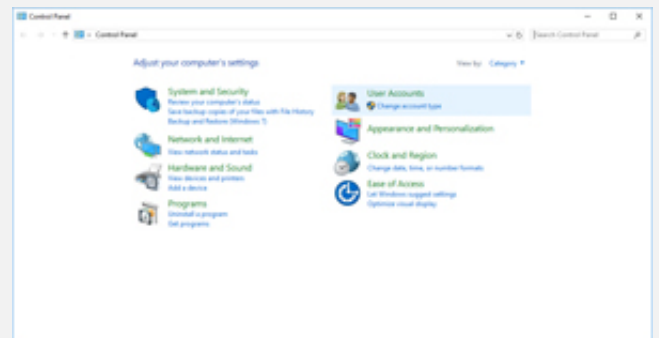 Control Panel
Control Panel
Search Control Panel
Adjust your computer's settings
View by: Category
System and Security
Review your computer's status
Save backup copies of your files with File History
Backup and Restore (Windows 7)
Network and Internet
View network status and tasks
Hardware and Sound
View devices and printers
Add a device
Programs
Uninstall a program
Get programs
User Accounts
Change account type
Appearance and Personalization
Clock and Region
Change date, time, or number formats
Ease of Access
Let Windows suggest settings
Optimize visual display